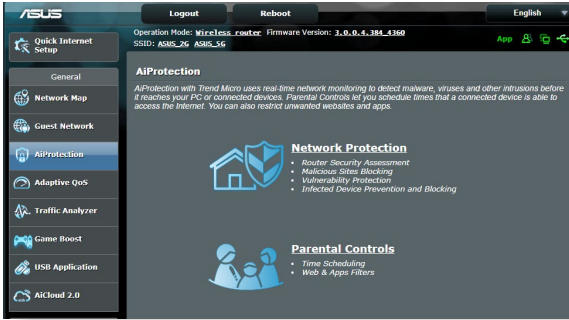 ASUS
Logout
Reboot
English
Quick Internet
Setup
Operation Mode: Wireless router Firmware Version: 3.0.0.4.384_4360
SSID: ASUS_2G ASUS_5G
App
General
Network Map
Guest Network
AiProtection
Adaptive QoS
Traffic Analyzer
Game Boost
USB Application
AiCloud 2.0
AiProtection
AiProtection with Trend Micro uses real-time network monitoring to detect malware, viruses and other intrusions before
it reaches your PC or connected devices. Parental Controls let you schedule times that a connected device is able to
access the Internet. You can also restrict unwanted websites and apps.
Network Protection
• Router Security Assessment
• Malicious Sites Blocking
• Vulnerability Protection
• Infected Device Prevention and Blocking
Parental Controls
• Time Scheduling
• Web & Apps Filters